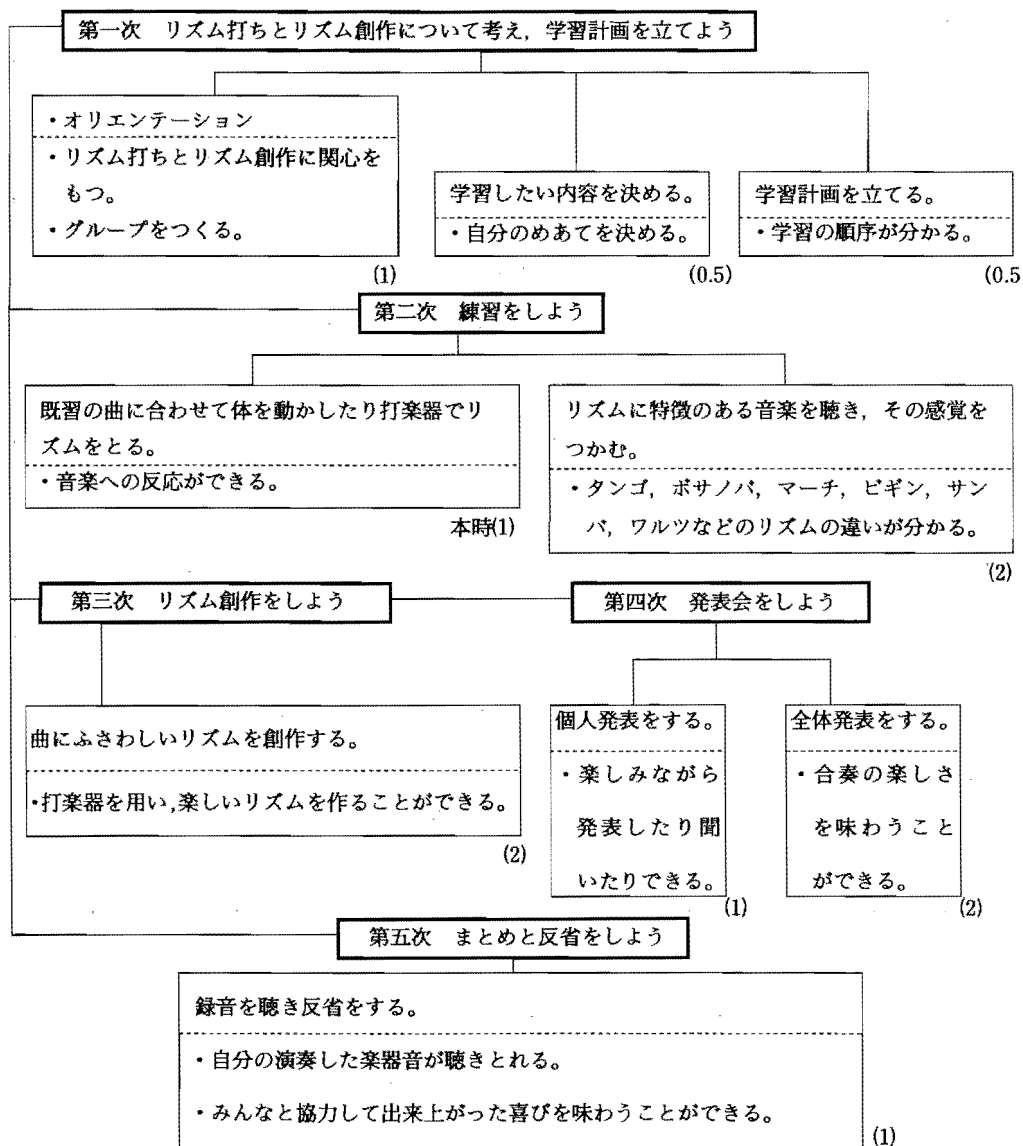 第一次 リズム打ちとリズム創作について考え，学習計画を立てよう
・オリエンテーション
・リズム打ちとリズム創作に関心を
もつ。
・グループをつくる。
(1)
学習したい内容を決める。
・自分のめあてを決める。
(0.5)
学習計画を立てる。
・学習の順序が分かる。
(0.5
第二次 練習をしよう
既習の曲に合わせて体を動かしたり打楽器でリ
ズムをとる。
・音楽への反応ができる。
本時(1)
リズムに特徴のある音楽を聴き，その感覚を
つかむ。
・タンゴ，ボサノバ，マーチ，ビギン，サン
バ，ワルツなどのリズムの違いが分かる。
(2)
第三次 リズム創作をしよう
曲にふさわしいリズムを創作する。
・打楽器を用い,楽しいリズムを作ることができる。
(2)
第四次 発表会をしよう
個人発表をする。
・楽しみながら
発表したり聞
いたりできる。
(1)
全体発表をする。
・合奏の楽しさ
を味わうこと
ができる。
(2)
第五次 まとめと反省をしよう
録音を聴き反省をする。
・自分の演奏した楽器音が聴きとれる。
・みんなと協力して出来上がった喜びを味わうことができる。
(1)